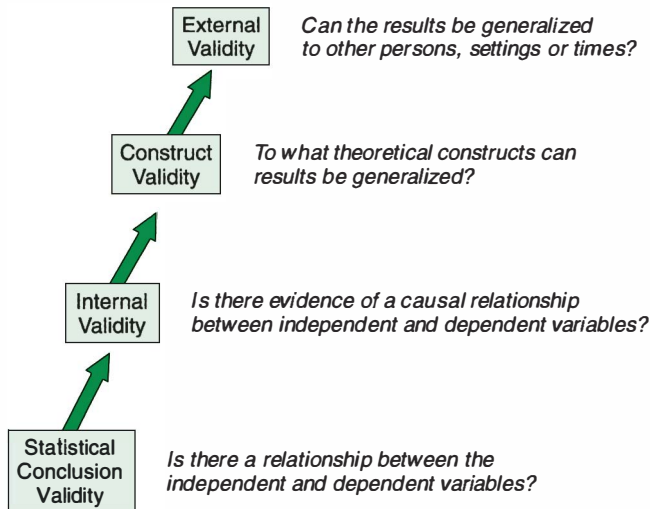 External
Validity
Can the results be generalized
to other persons, settings or times?
Construct
Validity
To what theoretical constructs can
results be generalized?
Internal
Validity
Is there evidence of a causal relationship
between independent and dependent variables?
Statistical
Conclusion
Validity
Is there a relationship between the
independent and dependent variables?